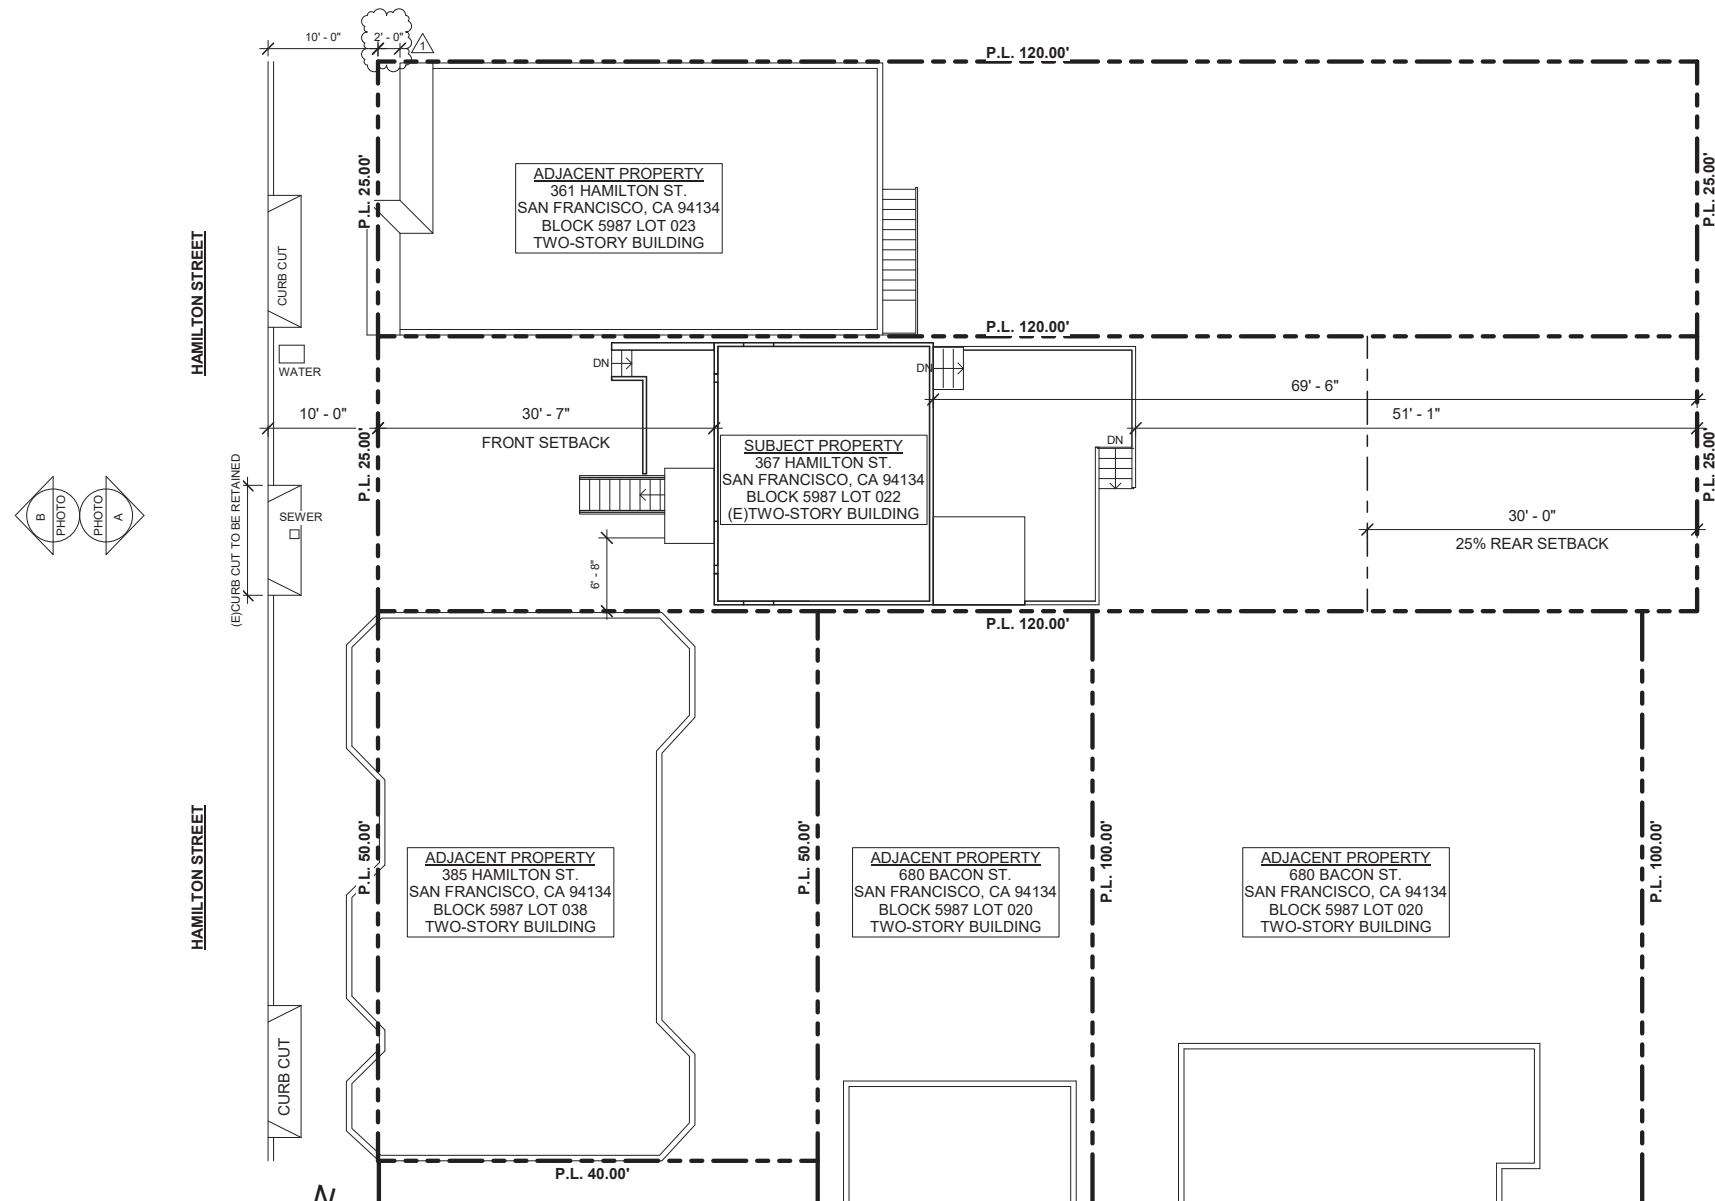 10' - 0"
2' - 0"
1
P.L. 120.00'
P.L. 25.00'
P.L. 25.00'
ADJACENT PROPERTY
361 HAMILTON ST.
SAN FRANCISCO, CA 94134
BLOCK 5987 LOT 023
TWO-STORY BUILDING
HAMILTON STREET
CURB CUT
WATER
P.L. 120.00'
DN
DN
69' - 6"
10' - 0"
30' - 7"
FRONT SETBACK
51' - 1"
P.L. 25.00'
P.L. 25.00'
SUBJECT PROPERTY
367 HAMILTON ST.
SAN FRANCISCO, CA 94134
BLOCK 5987 LOT 022
(E)TWO-STORY BUILDING
DN
B
PHOTO
PHOTO
A
(E)CURB CUT TO BE RETAINED
SEWER
6' - 8"
30' - 0"
25% REAR SETBACK
P.L. 120.00'
HAMILTON STREET
P.L. 50.00'
ADJACENT PROPERTY
385 HAMILTON ST.
SAN FRANCISCO, CA 94134
BLOCK 5987 LOT 038
TWO-STORY BUILDING
P.L. 50.00'
ADJACENT PROPERTY
680 BACON ST.
SAN FRANCISCO, CA 94134
BLOCK 5987 LOT 020
TWO-STORY BUILDING
P.L. 100.00'
ADJACENT PROPERTY
680 BACON ST.
SAN FRANCISCO, CA 94134
BLOCK 5987 LOT 020
TWO-STORY BUILDING
P.L. 100.00'
CURB CUT
P.L. 40.00'
N